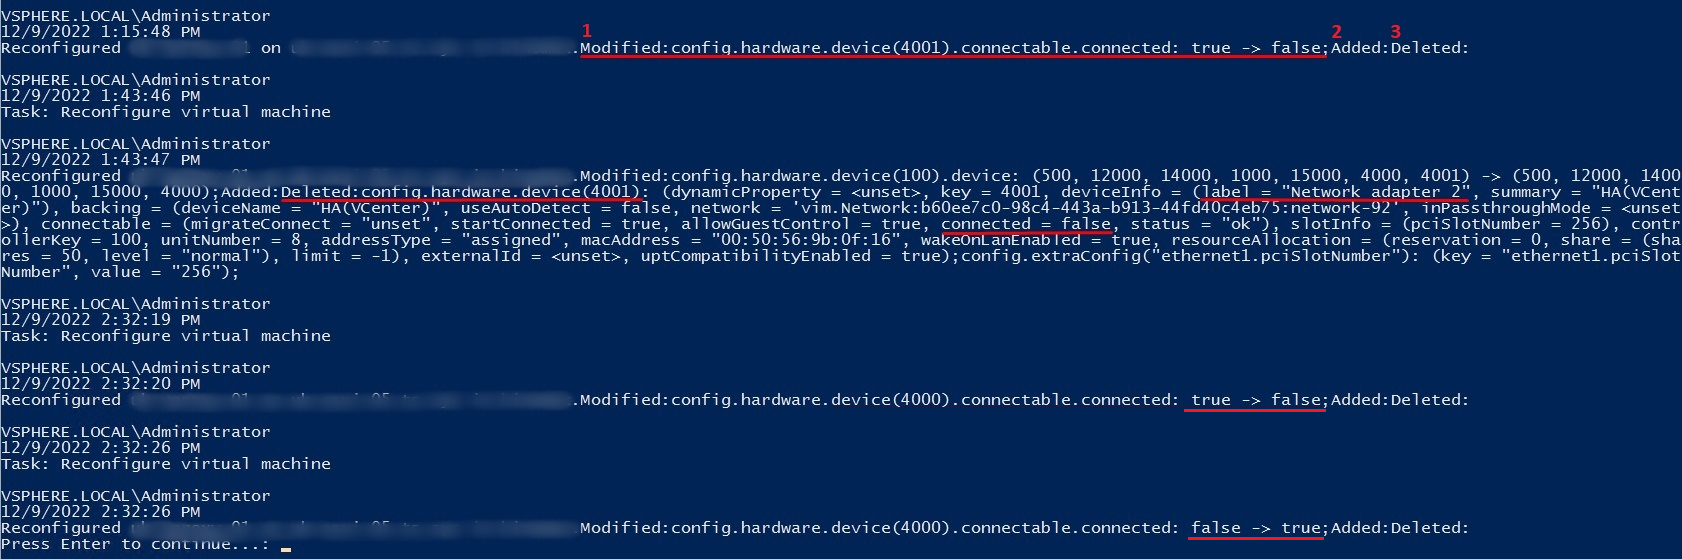 VSPHERE.LOCAL\Administrator
12/9/2022 1:15:48 PM
1 2 3
Reconfigured 1 on .Modified:config.hardware.device(4001).connectable.connected: true -> false;Added:Deleted:
VSPHERE.LOCAL\Administrator
12/9/2022 1:43:46 PM
Task: Reconfigure virtual machine
VSPHERE.LOCAL\Administrator
12/9/2022 1:43:47 PM
Reconfigured .Modified:config.hardware.device(100).device: (500, 12000, 14000, 1000, 15000, 4000, 4001) -> (500, 12000, 1400
0, 1000, 15000, 4000);Added:Deleted:config.hardware.device(4001): (dynamicProperty = <unset>, key = 4001, deviceInfo = (label = "Network adapter 2", summary = "HA(VCent
er)"), backing = (deviceName = "HA(VCenter)", useAutoDetect = false, network = 'vim.Network:b60ee7c0-98c4-443a-b913-44fd40c4eb75:network-92', inPassthroughMode = <unset
>), connectable = (migrateConnect = "unset", startConnected = true, allowGuestControl = true, connected = false, status = "ok"), slotInfo = (pciSlotNumber = 256), contr
ollerKey = 100, unitNumber = 8, addressType = "assigned", macAddress = "00:50:56:9b:0f:16", wakeOnLanEnabled = true, resourceAllocation = (reservation = 0, share = (sha
res = 50, level = "normal"), limit = -1), externalId = <unset>, uptCompatibilityEnabled = true);config.extraConfig("ethernet1.pciSlotNumber"): (key = "ethernet1.pciSlot
Number", value = "256");
VSPHERE.LOCAL\Administrator
12/9/2022 2:32:19 PM
Task: Reconfigure virtual machine
VSPHERE.LOCAL\Administrator
12/9/2022 2:32:20 PM
Reconfigured .Modified:config.hardware.device(4000).connectable.connected: true -> false;Added:Deleted:
VSPHERE.LOCAL\Administrator
12/9/2022 2:32:26 PM
Task: Reconfigure virtual machine
VSPHERE.LOCAL\Administrator
12/9/2022 2:32:26 PM
Reconfigured .Modified:config.hardware.device(4000).connectable.connected: false -> true;Added:Deleted:
Press Enter to continue...: